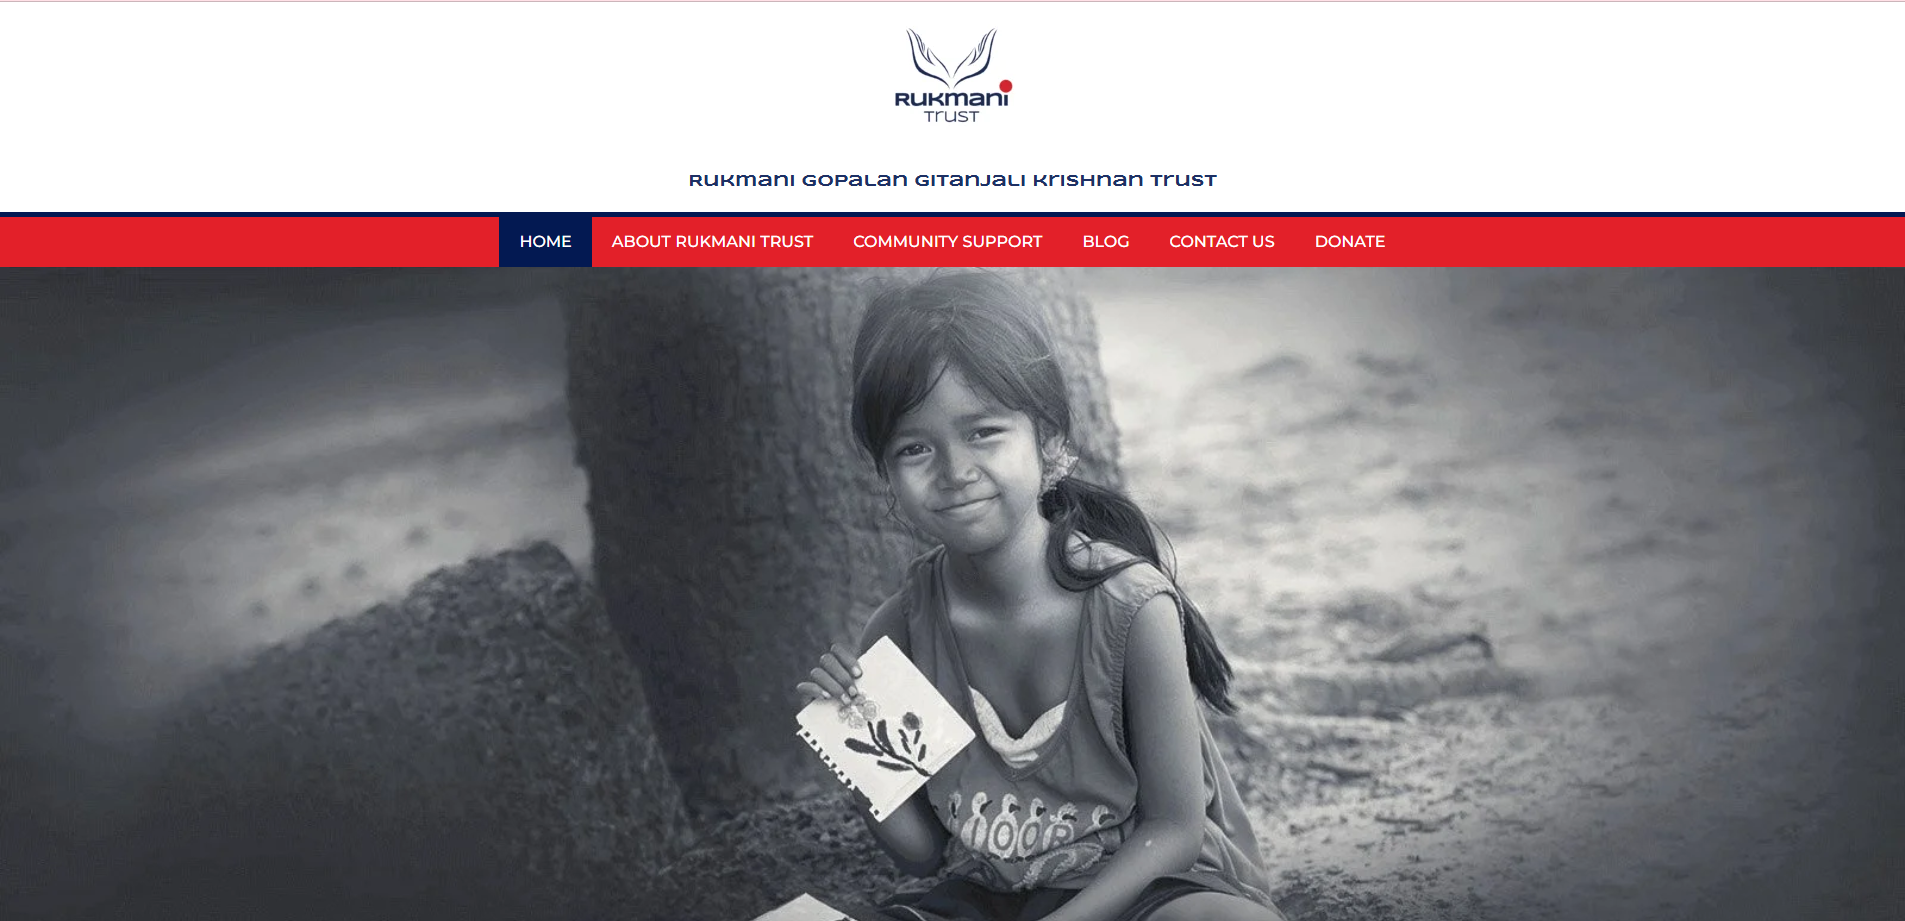 Rukmani
Trust
Rukmani Gopalan Gitanjali Krishnan Trust
HOME ABOUT RUKMANI TRUST COMMUNITY SUPPORT BLOG CONTACT US DONATE